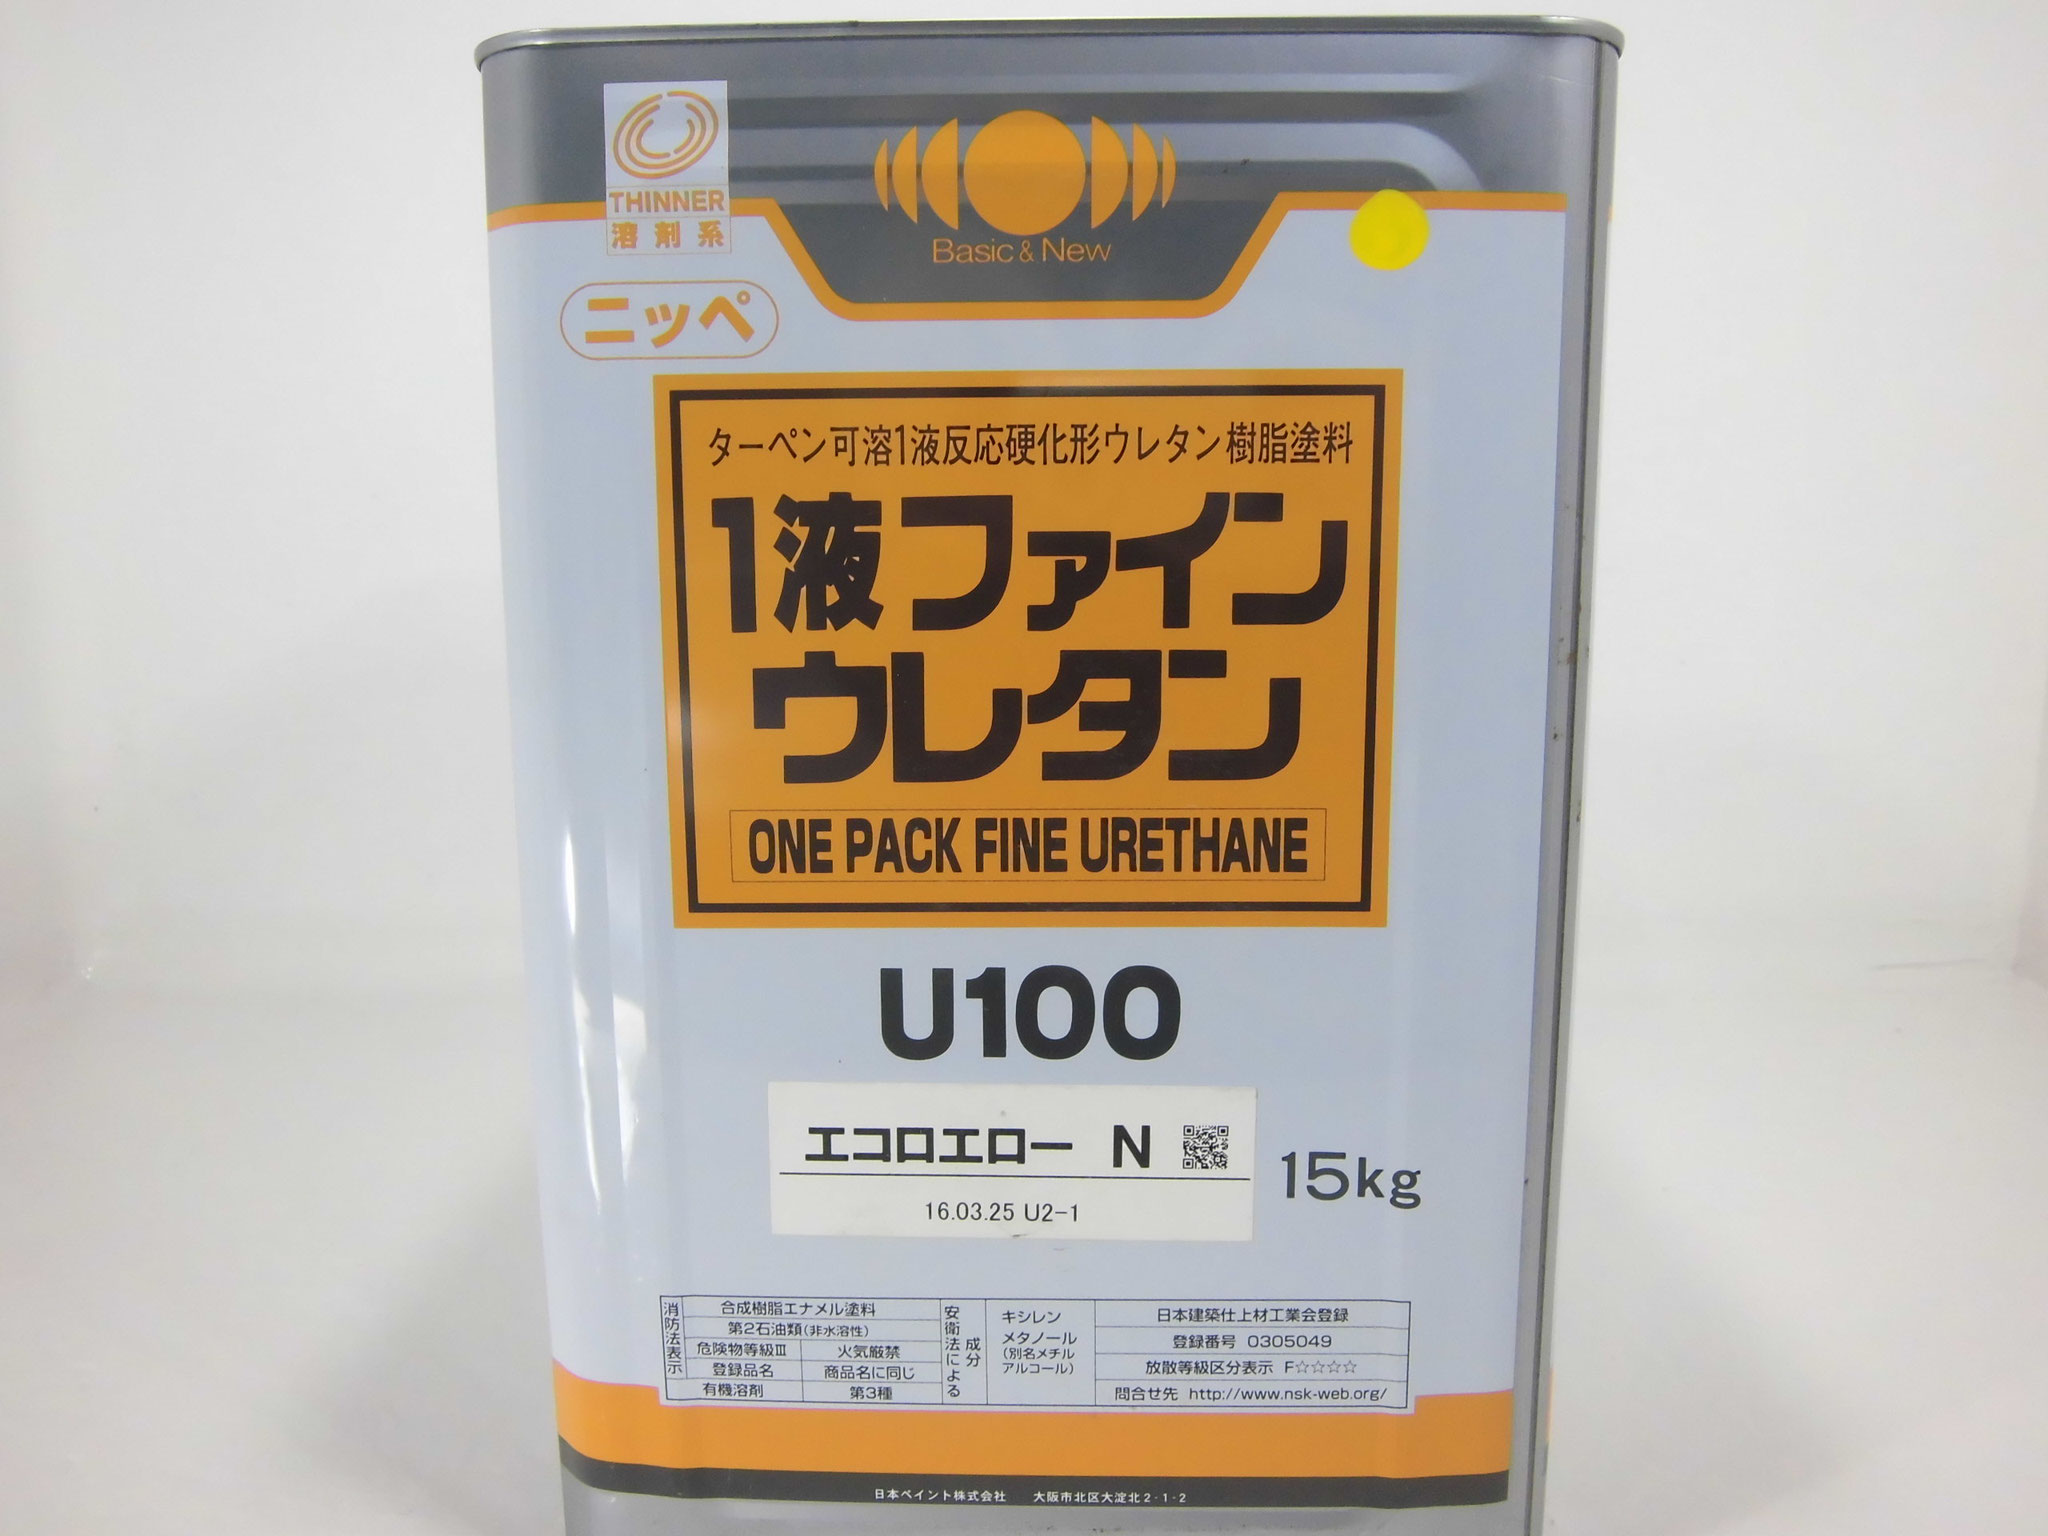 THINNER
溶剤系
Basic & New
ニッペ
ターペン可溶1液反応硬化形ウレタン樹脂塗料
1液ファイン
ウレタン
ONE PACK FINE URETHANE
U100
エコロエロー N
15kg
16.03.25 U2-1
消防法表示
合成樹脂エナメル塗料
第2石油類(非水溶性)
危険物等級Ⅲ 火気厳禁
登録品名 商品名に同じ
有機溶剤 第3種
安衛法による
成分
キシレン
メタノール
(別名メチル
アルコール)
日本建築仕上材工業会登録
登録番号 0305049
放散等級区分表示 F☆☆☆☆
問合せ先 http://www.nsk-web.org/
日本ペイント株式会社 大阪市北区大淀北2-1-2